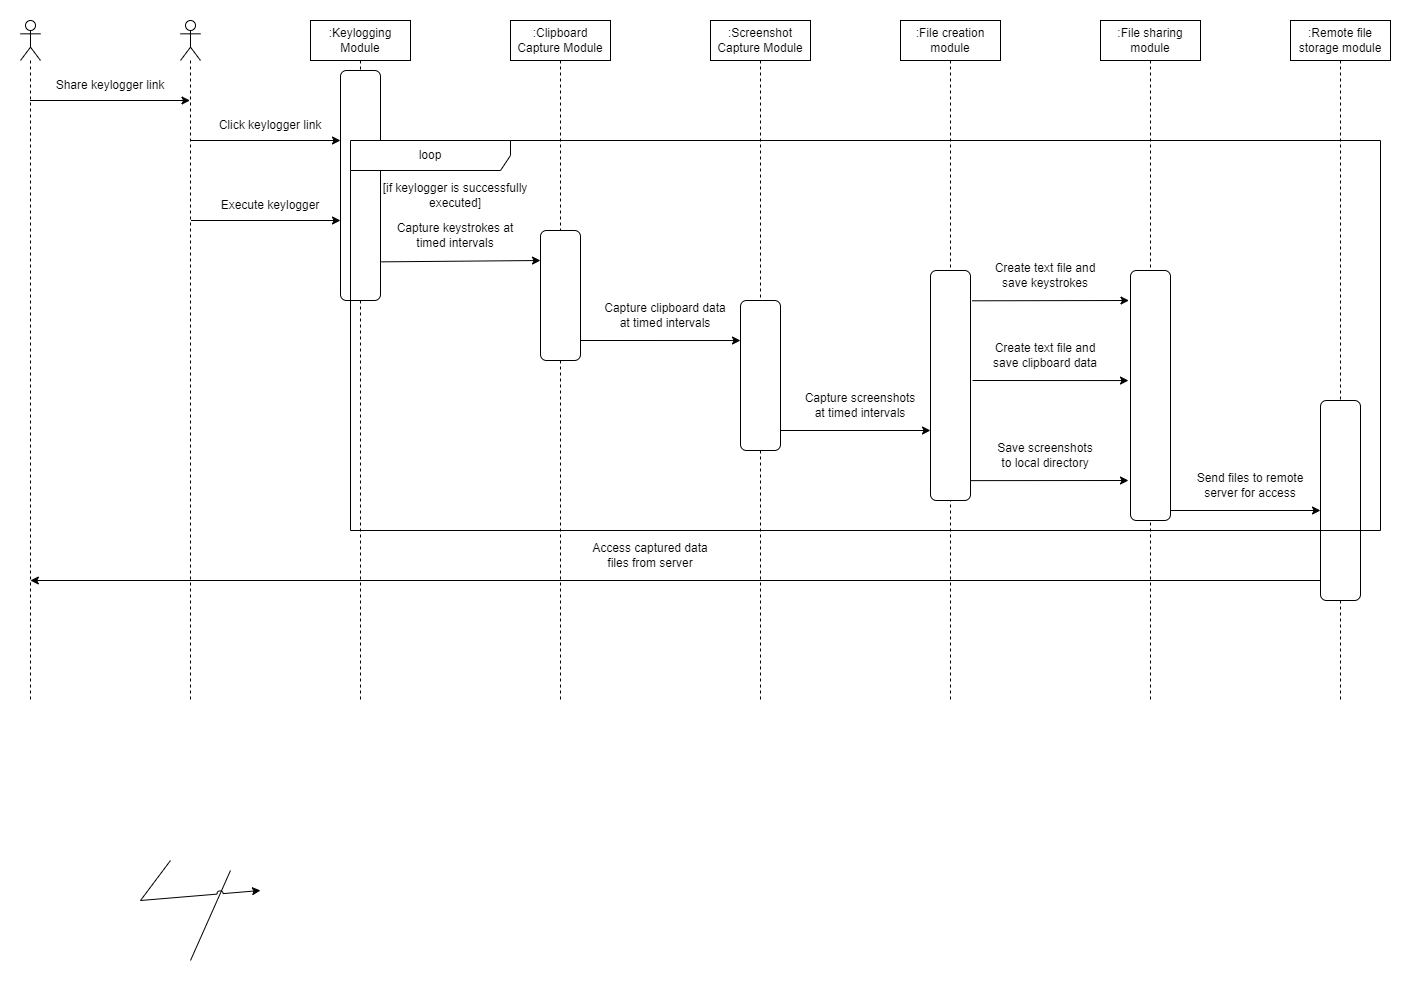 :Keylogging
Module
:Clipboard
Capture Module
:Screenshot
Capture Module
:File creation
module
:File sharing
module
:Remote file
storage module
Share keylogger link
Click keylogger link
loop
[if keylogger is successfully
executed]
Execute keylogger
Capture keystrokes at
timed intervals
Create text file and
save keystrokes
Capture clipboard data
at timed intervals
Create text file and
save clipboard data
Capture screenshots
at timed intervals
Save screenshots
to local directory
Send files to remote
server for access
Access captured data
files from server